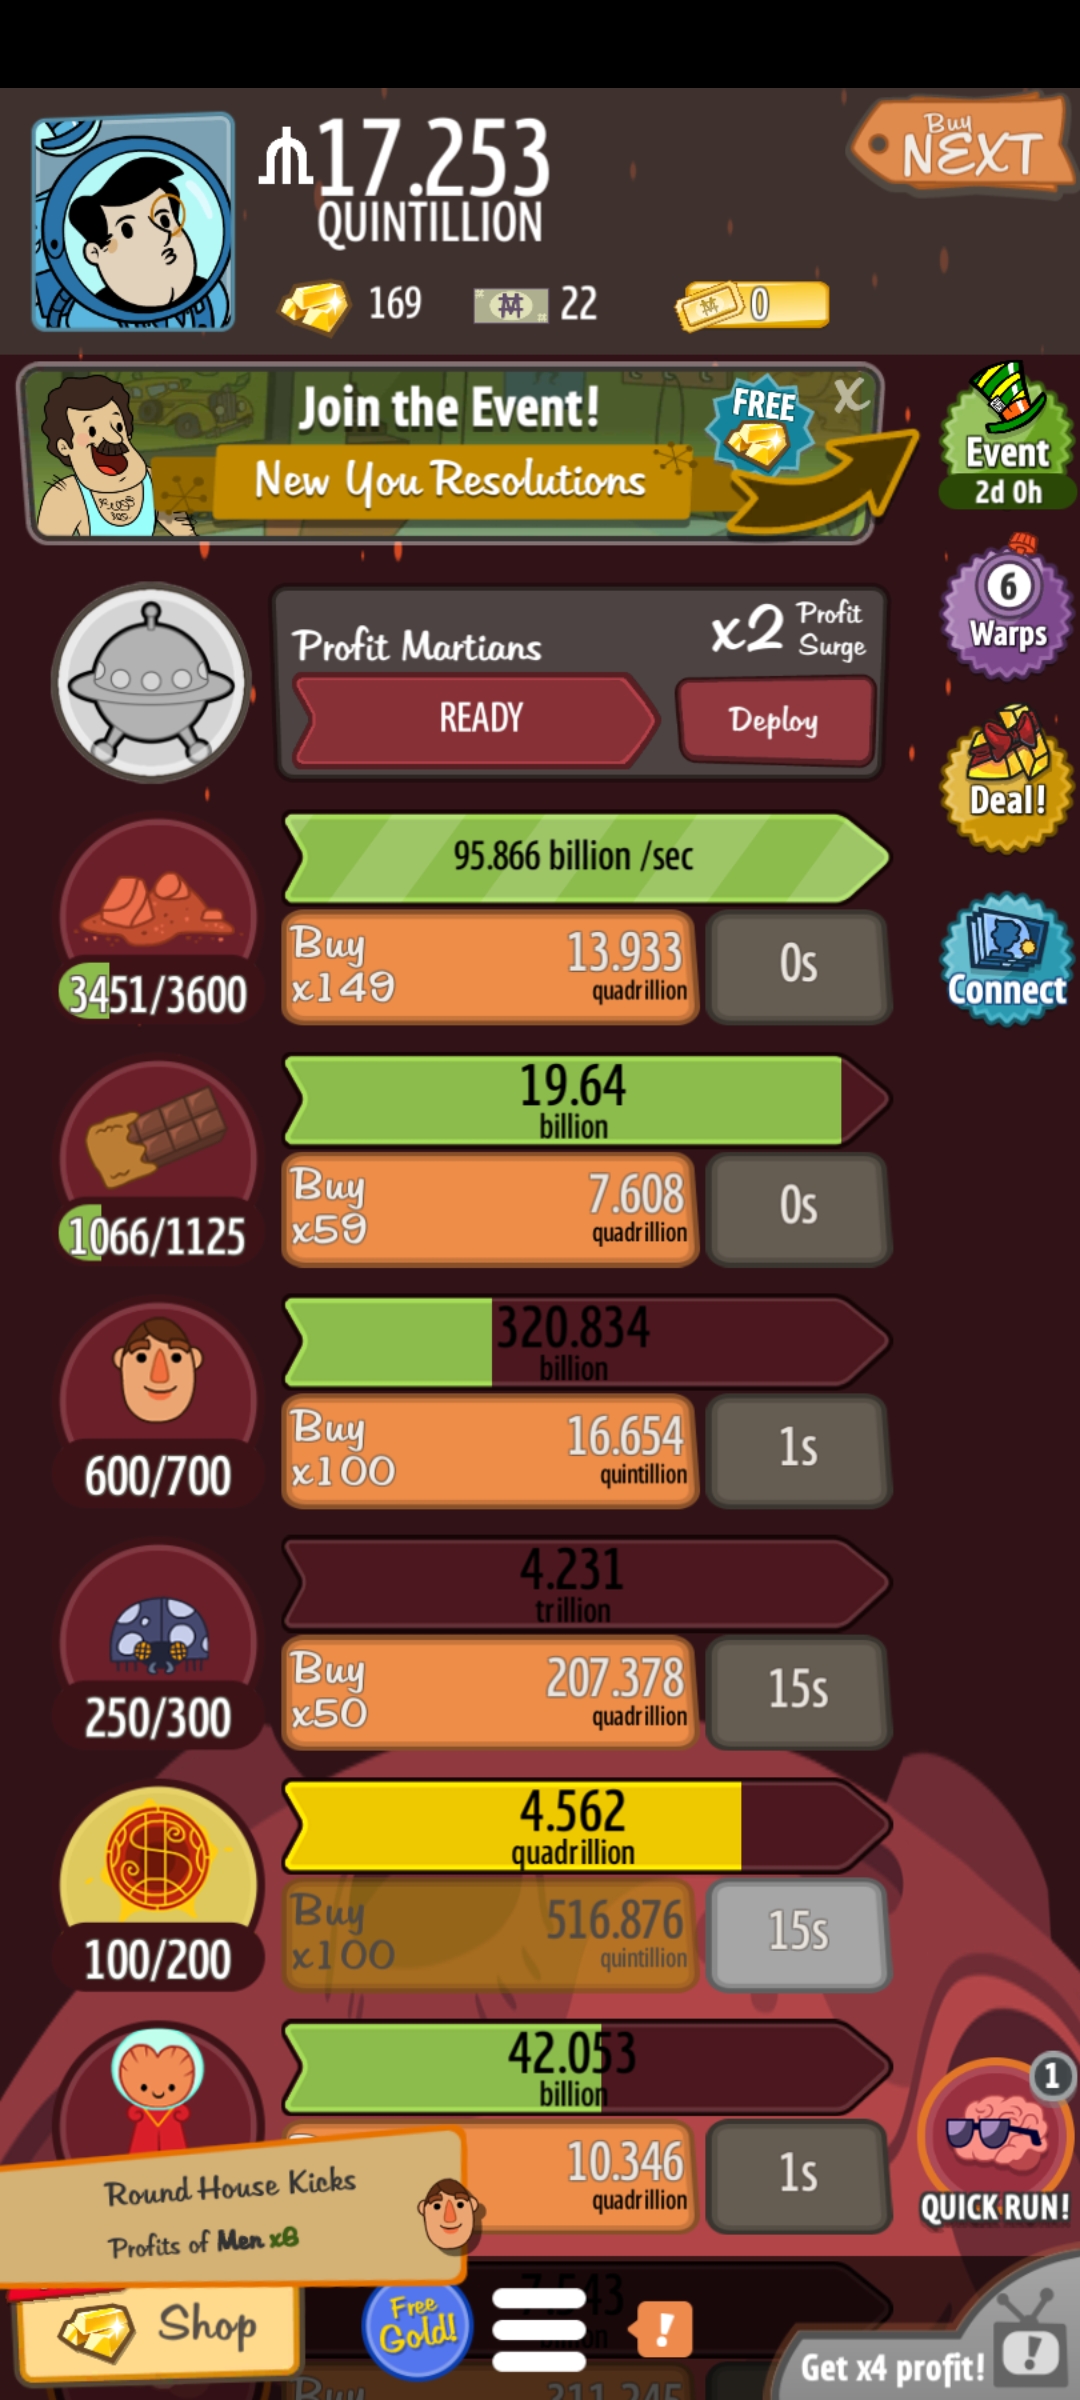 17.253
QUINTILLION
Buy
NEXT
169
22
0
Join the Event!
FREE
X
New You Resolutions
Event
2d 0h
6
Warps
Profit Martians
x2 Profit
Surge
READY
Deploy
Deal!
95.866 billion /sec
Buy
x149
13.933
quadrillion
0s
3451/3600
Connect
19.64
billion
Buy
x59
7.608
quadrillion
0s
1066/1125
320.834
billion
Buy
x100
16.654
quintillion
1s
600/700
4.231
trillion
Buy
x50
207.378
quadrillion
15s
250/300
4.562
quadrillion
Buy
x100
516.876
quintillion
15s
100/200
42.053
billion
10.346
quadrillion
1s
1
QUICK RUN!
Round House Kicks
Profits of Men x6
Shop
Free
Gold!
!
Get x4 profit!
!
Buy
311.245